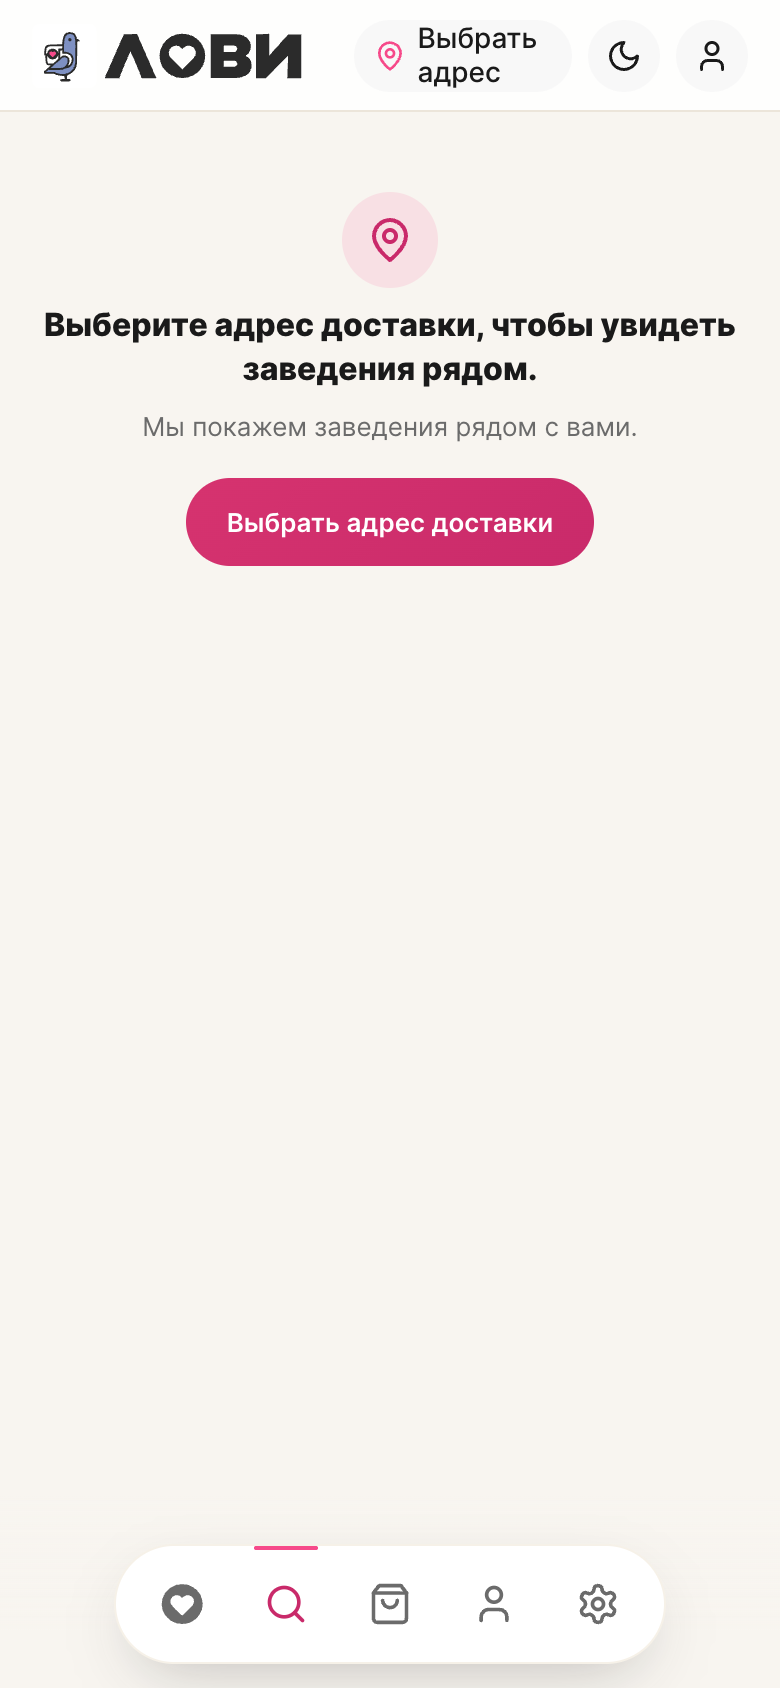 ЛОВИ
Выбрать
адрес
Выберите адрес доставки, чтобы увидеть
заведения рядом.
Мы покажем заведения рядом с вами.
Выбрать адрес доставки